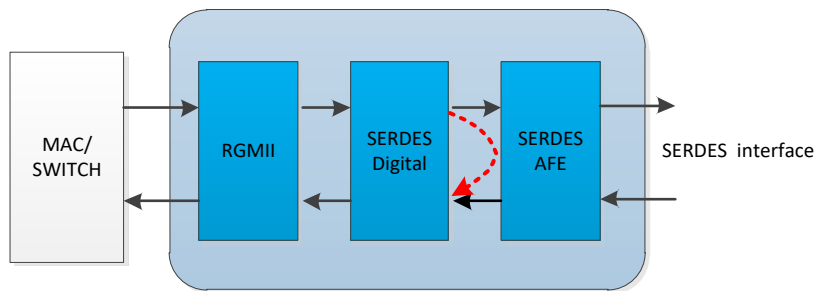 MAC/
SWITCH
RGMII
SERDES
Digital
SERDES
AFE
SERDES interface